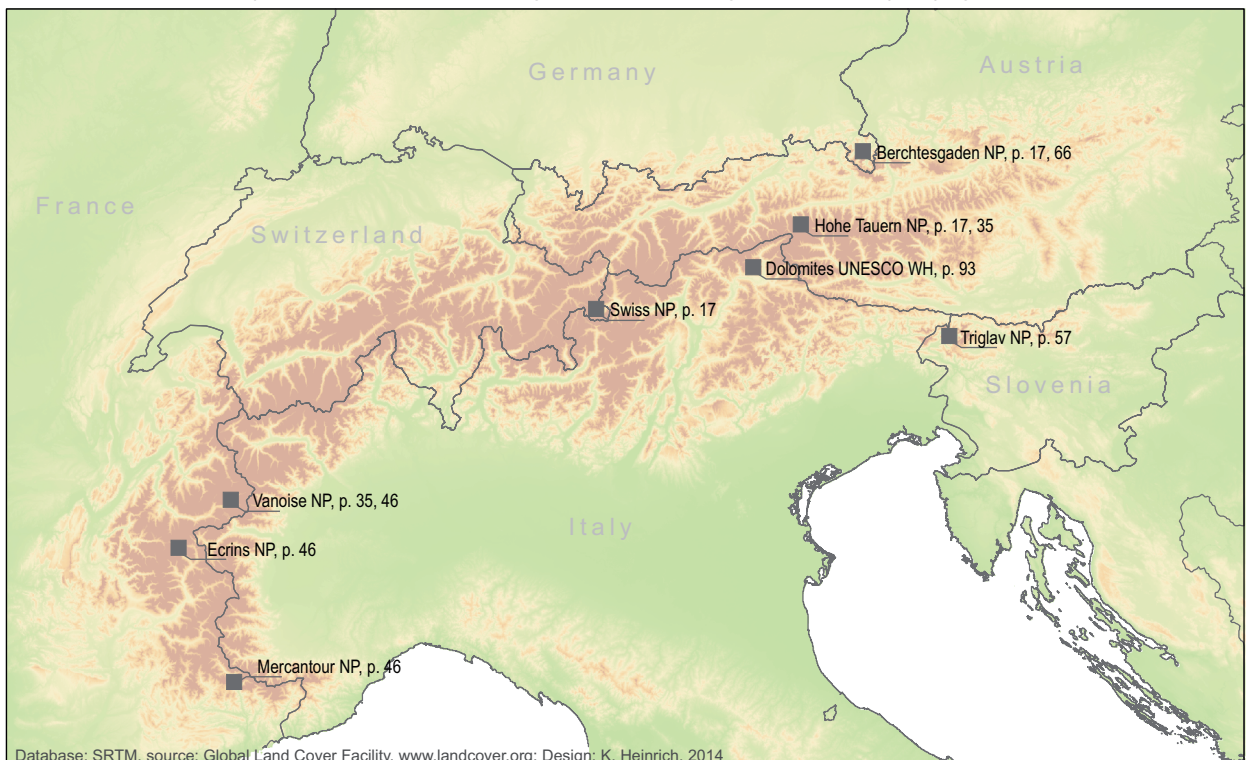 Germany
Austria
Berchtesgaden NP, p. 17, 66
France
Hohe Tauern NP, p. 17, 35
Switzerland
Dolomites UNESCO WH, p. 93
Swiss NP, p. 17
Triglav NP, p. 57
Slovenia
Vanoise NP, p. 35, 46
Italy
Ecrins NP, p. 46
Mercantour NP, p. 46
Database: SRTM, source: Global Land Cover Facility, www.landcover.org; Design: K. Heinrich, 2014